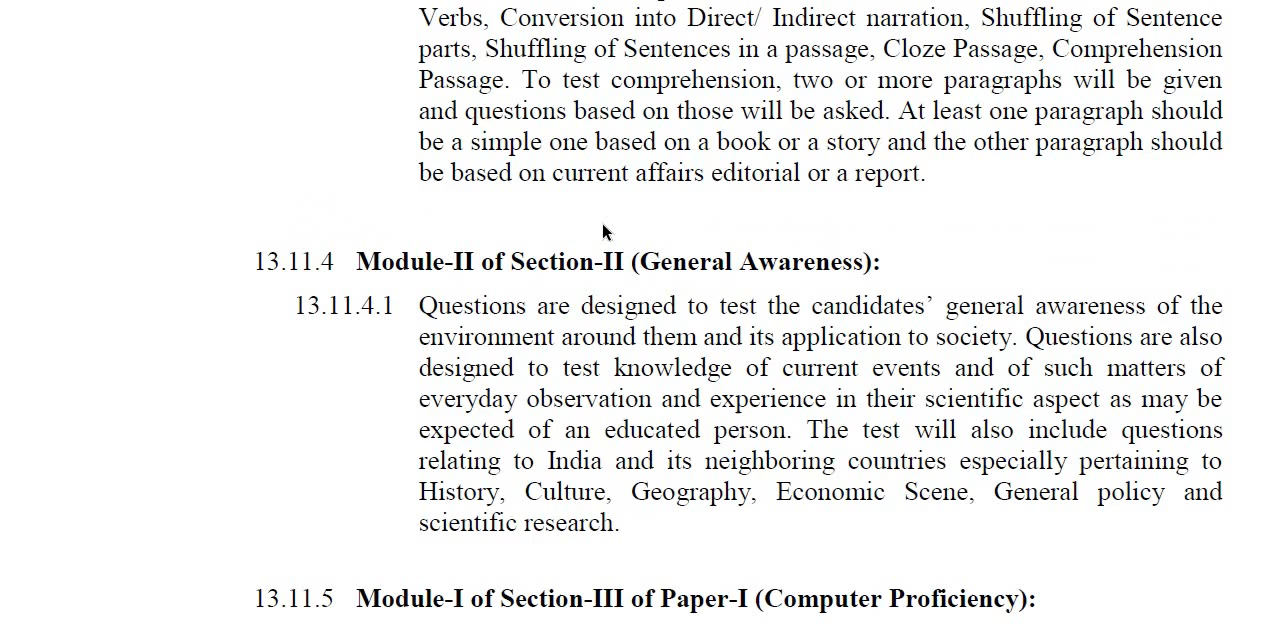 Verbs, Conversion into Direct/ Indirect narration, Shuffling of Sentence
parts, Shuffling of Sentences in a passage, Cloze Passage, Comprehension
Passage. To test comprehension, two or more paragraphs will be given
and questions based on those will be asked. At least one paragraph should
be a simple one based on a book or a story and the other paragraph should
be based on current affairs editorial or a report.
13.11.4 Module-II of Section-II (General Awareness):
13.11.4.1 Questions are designed to test the candidates’ general awareness of the
environment around them and its application to society. Questions are also
designed to test knowledge of current events and of such matters of
everyday observation and experience in their scientific aspect as may be
expected of an educated person. The test will also include questions
relating to India and its neighboring countries especially pertaining to
History, Culture, Geography, Economic Scene, General policy and
scientific research.
13.11.5 Module-I of Section-III of Paper-I (Computer Proficiency):